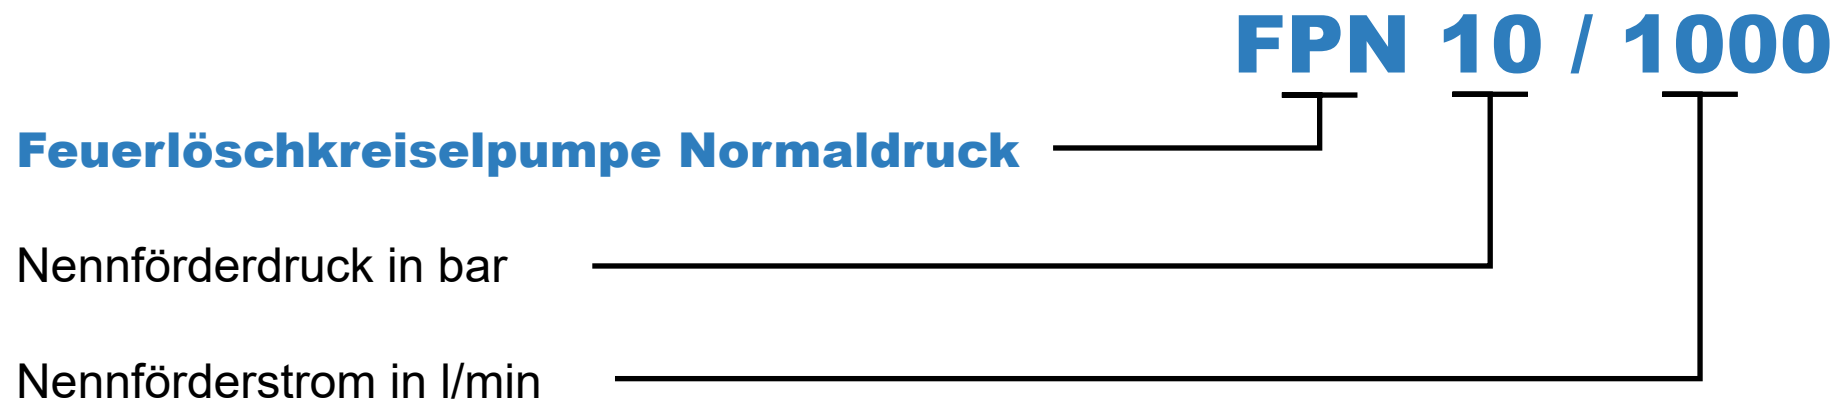 FPN 10 / 1000
Feuerlöschkreiselpumpe Normaldruck
Nennförderdruck in bar
Nennförderstrom in l/min